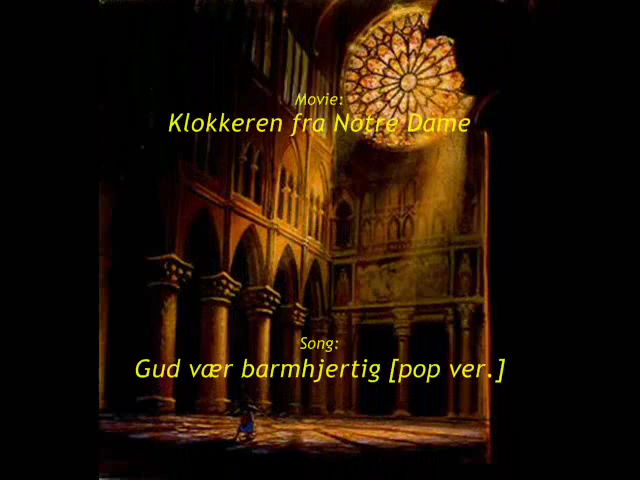 Movie:
Klokkeren fra Notre Dame
Song:
Gud vær barmhjertig [pop ver.]